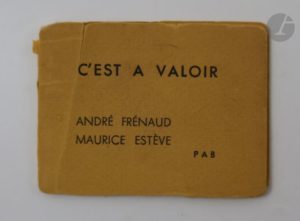 C'EST A VALOIR
ANDRÉ FRÉNAUD
MAURICE ESTÈVE
PAB